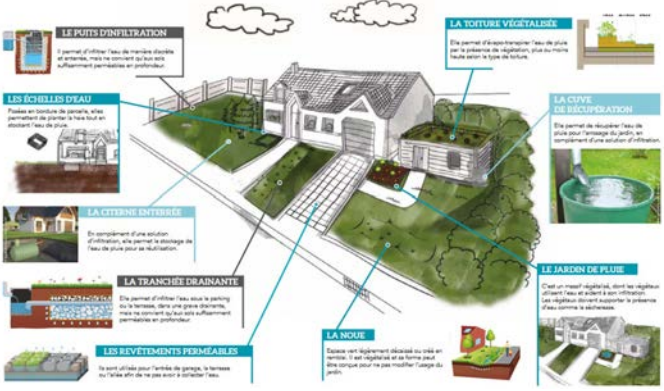 LE PUITS D'INFILTRATION
Il permet d'infiltrer l'eau de manière discrète
et enterrée, mais ne convient qu'aux sols
suffisamment perméables en profondeur.
LA TOITURE VÉGÉTALISÉE
Elle permet d'évapo-transpirer l'eau de pluie
par la présence de végétation, plus ou moins
haute selon le type de toiture.
LES ÉCHELLES D'EAU
Posées en bordure de parcelle, elles
permettent de planter la haie tout en
stockant l'eau de pluie.
LA CUVE
DE RÉCUPÉRATION
Elle permet de récupérer l'eau de
pluie pour l'arrosage du jardin, en
complément d'une solution d'infiltration.
LA CITERNE ENTERRÉE
En complément d'une solution
d'infiltration, elle permet le stockage de
l'eau de pluie pour sa réutilisation.
LA TRANCHÉE DRAINANTE
Elle permet d'infiltrer l'eau sous le parking
ou la terrasse, dans une grave drainante,
mais ne convient qu'aux sols suffisamment
perméables en profondeur.
LE JARDIN DE PLUIE
C'est un massif végétalisé, dont les végétaux
utilisent l'eau et aident à son infiltration.
Les végétaux doivent supporter la présence
d'eau comme la sécheresse.
LES REVÊTEMENTS PERMÉABLES
Ils sont utilisés pour l'entrée de garage, la terrasse
ou l'allée afin de ne pas avoir à collecter l'eau.
LA NOUE
Espace vert légèrement décaissé ou créé en
remblai. Il est végétalisé et sa forme peut
être conçue pour ne pas modifier l'usage du
jardin.